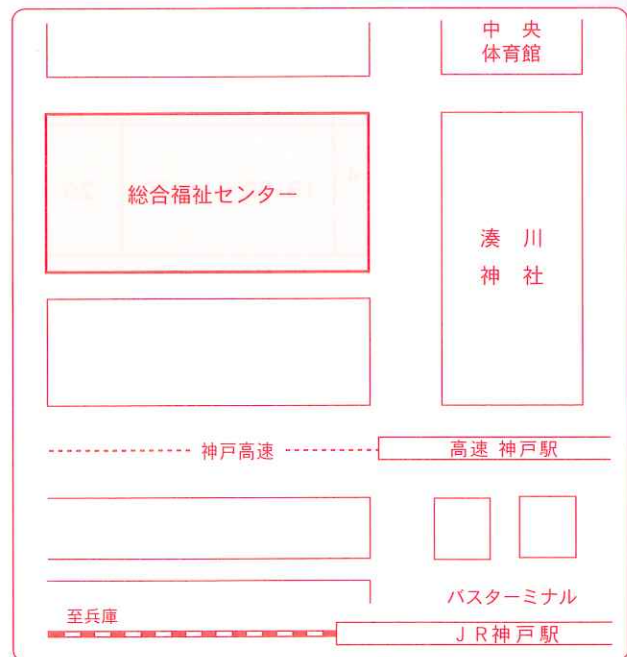 中 央
体育館
総合福祉センター
湊 川
神 社
神戸高速
高速 神戸駅
バスターミナル
至兵庫
JR神戸駅